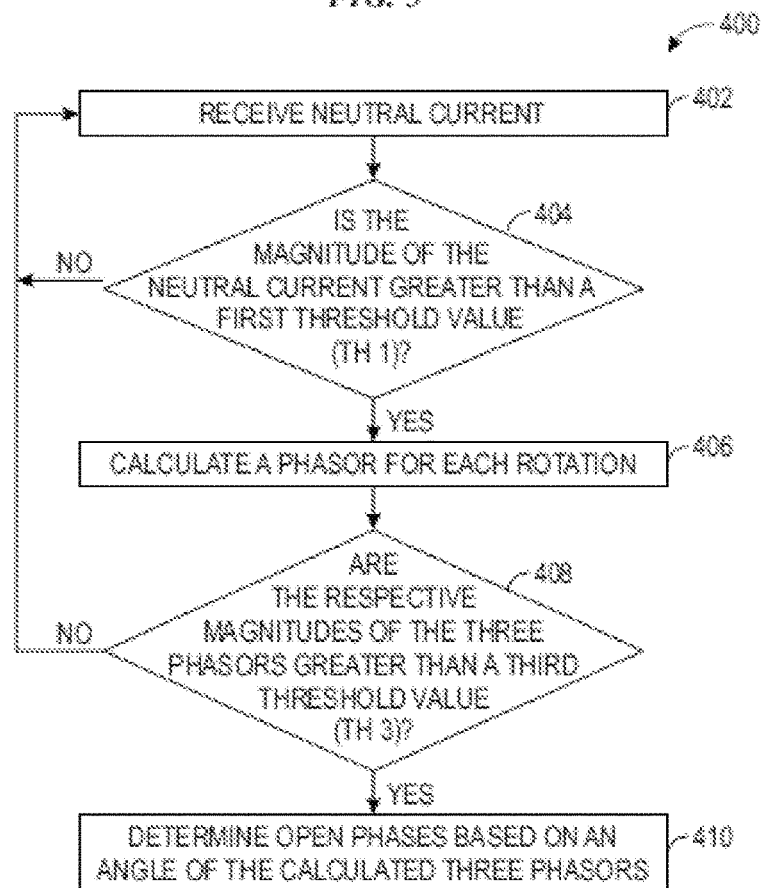 400
RECEIVE NEUTRAL CURRENT
402
404
IS THE
MAGNITUDE OF THE
NEUTRAL CURRENT GREATER THAN A
FIRST THRESHOLD VALUE
(TH 1)?
NO
YES
CALCULATE A PHASOR FOR EACH ROTATION
406
408
ARE
THE RESPECTIVE
MAGNITUDES OF THE THREE
PHASORS GREATER THAN A THIRD
THRESHOLD VALUE
(TH 3)?
NO
YES
DETERMINE OPEN PHASES BASED ON AN
ANGLE OF THE CALCULATED THREE PHASORS
410